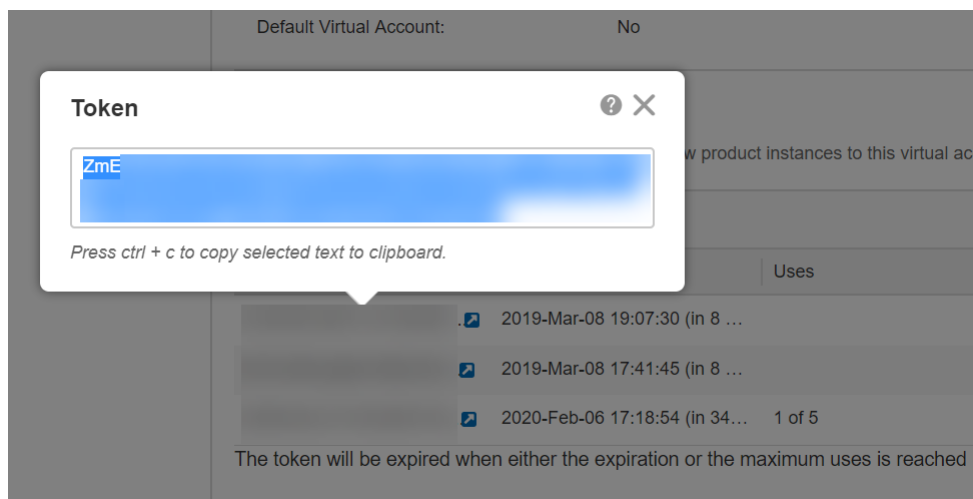 Default Virtual Account: No
Token
ZmE
w product instances to this virtual ac
Press ctrl + c to copy selected text to clipboard.
Uses
. 2019-Mar-08 19:07:30 (in 8 …
2019-Mar-08 17:41:45 (in 8 …
2020-Feb-06 17:18:54 (in 34… 1 of 5
The token will be expired when either the expiration or the maximum uses is reached